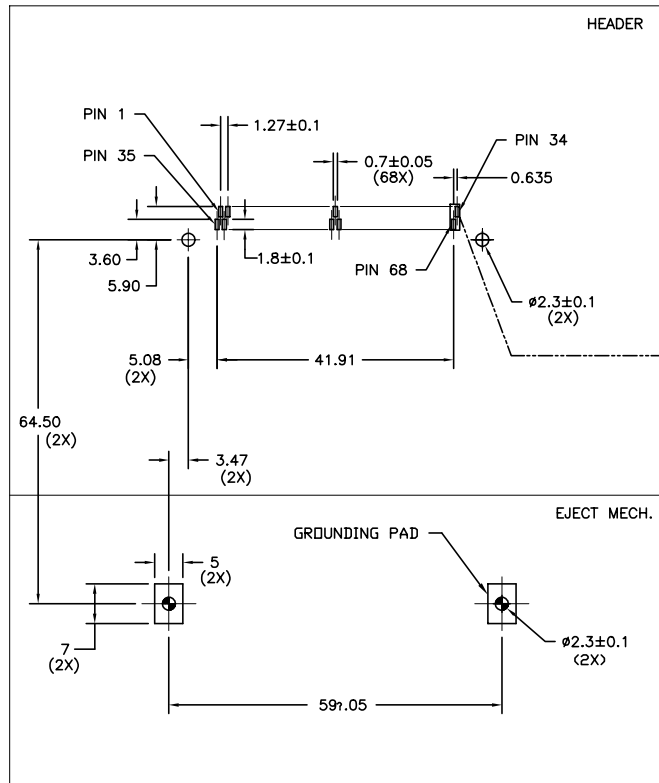 HEADER
PIN 1
1.27±0.1
PIN 34
PIN 35
0.7±0.05
(68X)
0.635
3.60
1.8±0.1
PIN 68
5.90
ø2.3±0.1
(2X)
5.08
(2X)
41.91
64.50
(2X)
3.47
(2X)
EJECT MECH.
GROUNDING PAD
5
(2X)
7
(2X)
ø2.3±0.1
(2X)